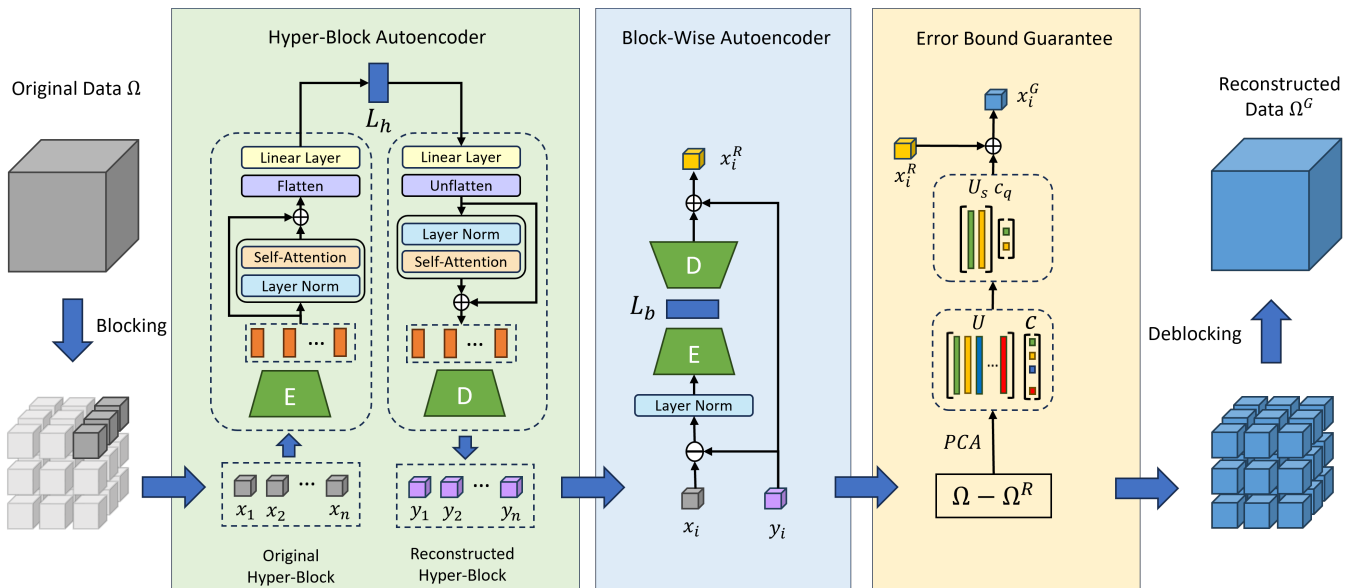 Original Data Ω
Blocking
Hyper-Block Autoencoder
L_h
Linear Layer
Flatten
Self-Attention
Layer Norm
...
E
x_1 x_2 ... x_n
Original
Hyper-Block
Linear Layer
Unflatten
Layer Norm
Self-Attention
...
D
y_1 y_2 ... y_n
Reconstructed
Hyper-Block
Block-Wise Autoencoder
x_i^R
D
L_b
E
Layer Norm
x_i
y_i
Error Bound Guarantee
x_i^G
x_i^R
U_s c_q
U C
...
PCA
Ω − Ω^R
Reconstructed
Data Ω^G
Deblocking